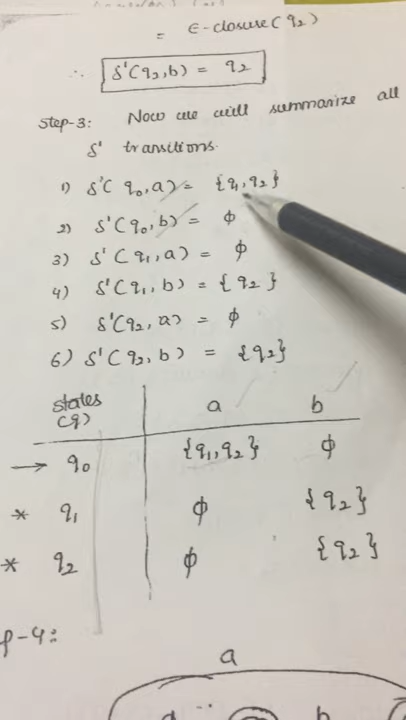 = ∈-closure(q₂)
∴ δ'(q₂,b) = q₂
Step-3: Now we will summarize all
δ' transitions.
1) δ'(q₀,a) = {q₁,q₂}
2) δ'(q₀,b) = ϕ
3) δ'(q₁,a) = ϕ
4) δ'(q₁,b) = {q₂}
5) δ'(q₂,a) = ϕ
6) δ'(q₂,b) = {q₂}
states a b
(q)
→ q₀ {q₁,q₂} ϕ
* q₁ ϕ {q₂}
* q₂ ϕ {q₂}
p-4:
a
a b